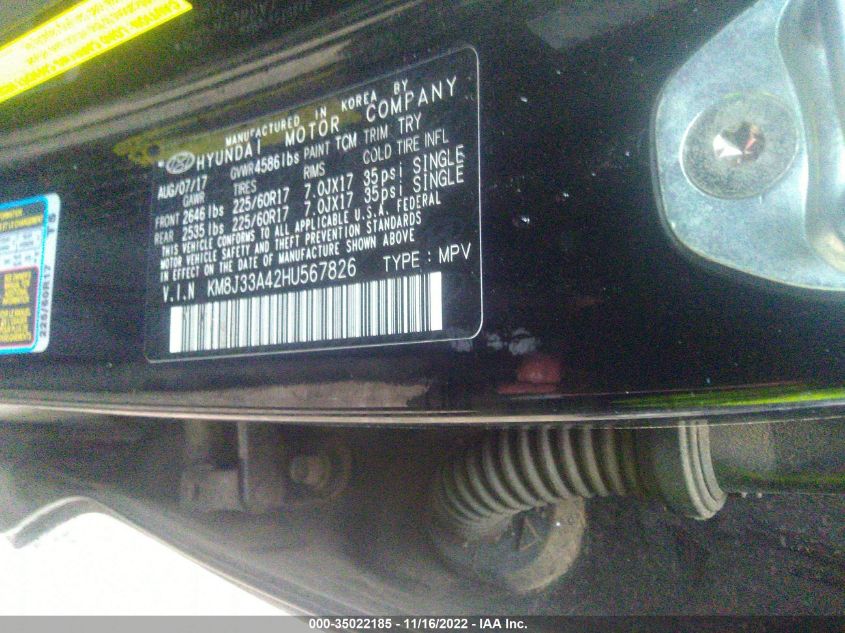 MANUFACTURED IN KOREA BY
HYUNDAI MOTOR COMPANY
AUG/07/17 GVWR 4586 lbs PAINT TCM TRIM TRY
GAWR TIRES RIMS COLD TIRE INFL
FRONT 2646 lbs 225/60R17 7.0JX17 35psi SINGLE
REAR 2535 lbs 225/60R17 7.0JX17 35psi SINGLE
THIS VEHICLE CONFORMS TO ALL APPLICABLE U.S.A. FEDERAL
MOTOR VEHICLE SAFETY AND THEFT PREVENTION STANDARDS
IN EFFECT ON THE DATE OF MANUFACTURE SHOWN ABOVE
V.I.N KM8J33A42HU567826 TYPE : MPV
225/60R17
000-35022185 - 11/16/2022 - IAA Inc.